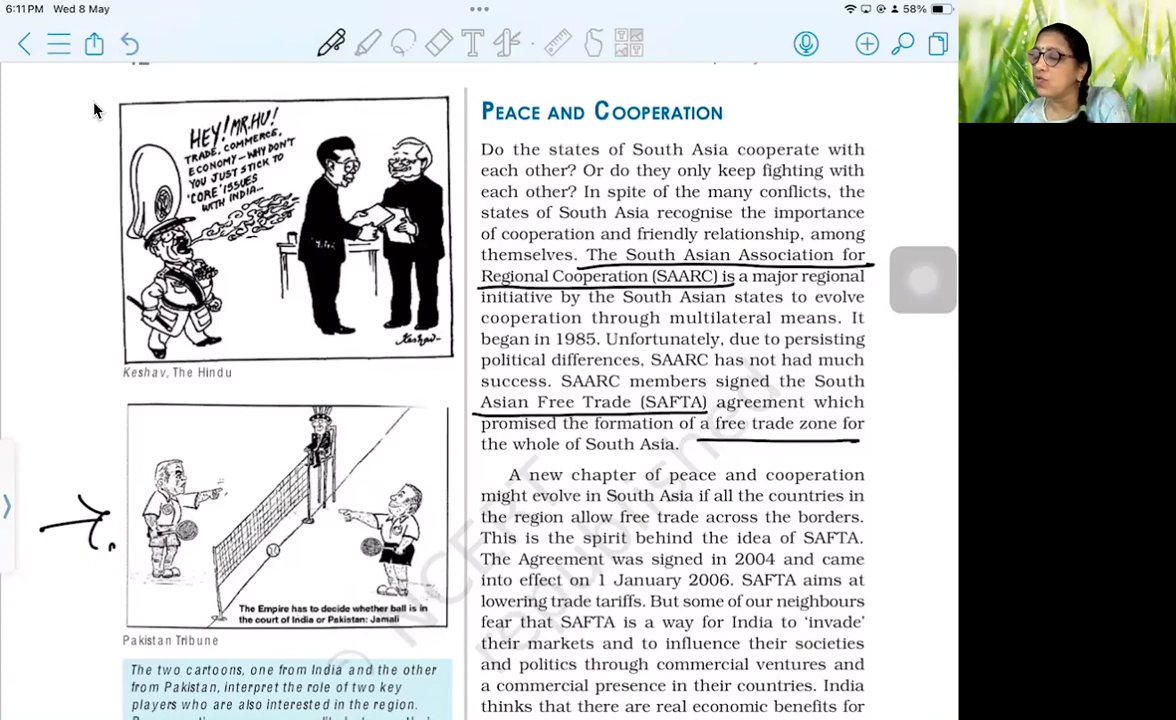 6:11 PM Wed 8 May
58%
HEY! MR.HU!
TRADE, COMMERCE,
ECONOMY—WHY DON'T
YOU JUST STICK TO
'CORE' ISSUES
WITH INDIA...
Keshav
Keshav, The Hindu
The Empire has to decide whether ball is in
the court of India or Pakistan: Jamali
Pakistan Tribune
The two cartoons, one from India and the other
from Pakistan, interpret the role of two key
players who are also interested in the region.
PEACE AND COOPERATION
Do the states of South Asia cooperate with
each other? Or do they only keep fighting with
each other? In spite of the many conflicts, the
states of South Asia recognise the importance
of cooperation and friendly relationship, among
themselves. The South Asian Association for
Regional Cooperation (SAARC) is a major regional
initiative by the South Asian states to evolve
cooperation through multilateral means. It
began in 1985. Unfortunately, due to persisting
political differences, SAARC has not had much
success. SAARC members signed the South
Asian Free Trade (SAFTA) agreement which
promised the formation of a free trade zone for
the whole of South Asia.
A new chapter of peace and cooperation
might evolve in South Asia if all the countries in
the region allow free trade across the borders.
This is the spirit behind the idea of SAFTA.
The Agreement was signed in 2004 and came
into effect on 1 January 2006. SAFTA aims at
lowering trade tariffs. But some of our neighbours
fear that SAFTA is a way for India to ‘invade’
their markets and to influence their societies
and politics through commercial ventures and
a commercial presence in their countries. India
thinks that there are real economic benefits for
© NCERT
republished